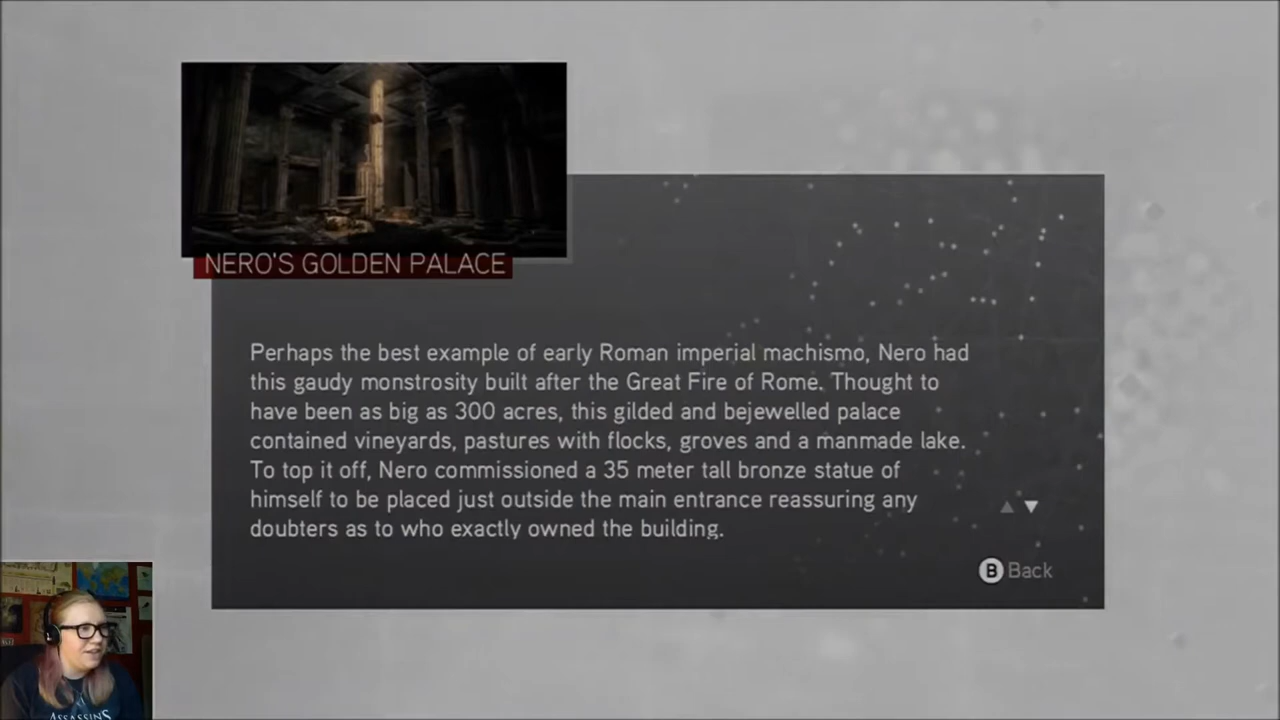 NERO'S GOLDEN PALACE
Perhaps the best example of early Roman imperial machismo, Nero had
this gaudy monstrosity built after the Great Fire of Rome. Thought to
have been as big as 300 acres, this gilded and bejewelled palace
contained vineyards, pastures with flocks, groves and a manmade lake.
To top it off, Nero commissioned a 35 meter tall bronze statue of
himself to be placed just outside the main entrance reassuring any
doubters as to who exactly owned the building.
B Back
ASSASSINS